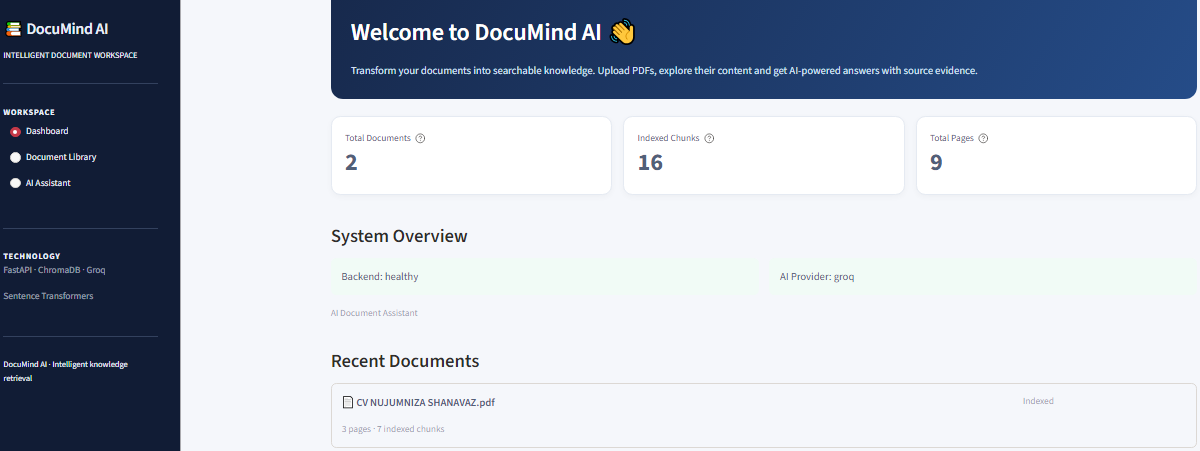 DocuMind AI
INTELLIGENT DOCUMENT WORKSPACE
WORKSPACE
Dashboard
Document Library
AI Assistant
TECHNOLOGY
FastAPI · ChromaDB · Groq
Sentence Transformers
DocuMind AI · Intelligent knowledge
retrieval
Welcome to DocuMind AI 👋
Transform your documents into searchable knowledge. Upload PDFs, explore their content and get AI-powered answers with source evidence.
Total Documents
2
Indexed Chunks
16
Total Pages
9
System Overview
Backend: healthy
AI Provider: groq
AI Document Assistant
Recent Documents
CV NUJUMNIZA SHANAVAZ.pdf
Indexed
3 pages · 7 indexed chunks